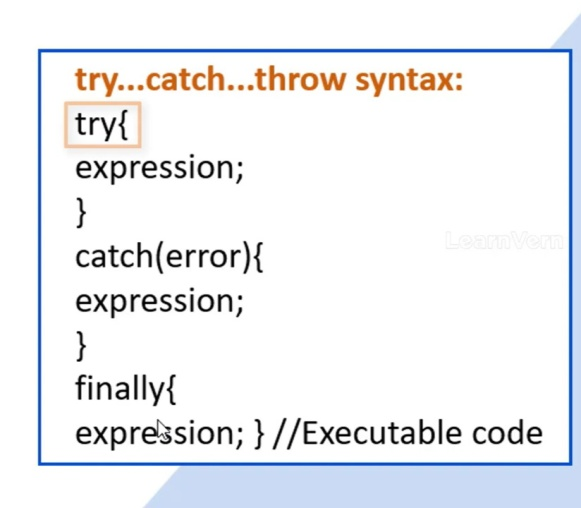 try...catch...throw syntax:
try{
expression;
}
LearnVern
catch(error){
expression;
}
finally{
expression; } //Executable code